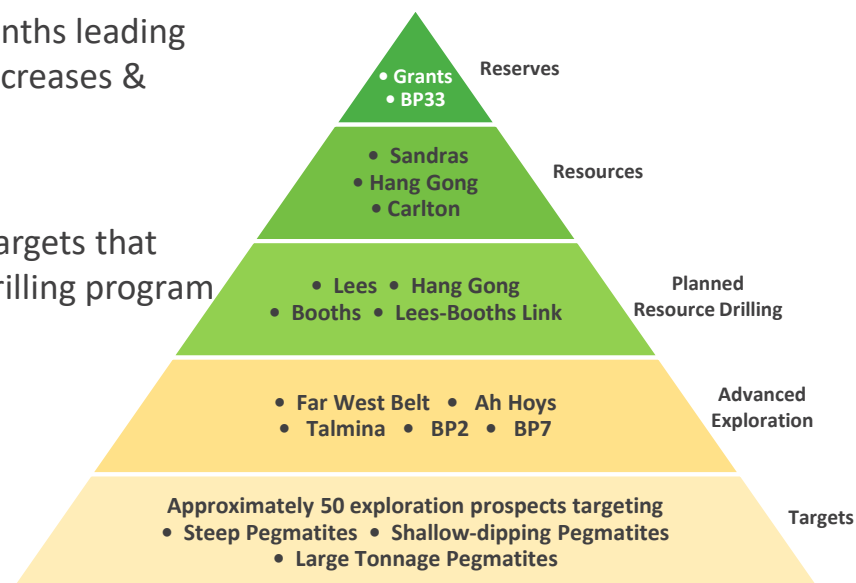 nths leading
creases &
argets that
rilling program
• Grants
• BP33
Reserves
• Sandras
• Hang Gong
• Carlton
Resources
• Lees • Hang Gong
• Booths • Lees-Booths Link
Planned
Resource Drilling
• Far West Belt • Ah Hoys
• Talmina • BP2 • BP7
Advanced
Exploration
Approximately 50 exploration prospects targeting
• Steep Pegmatites • Shallow-dipping Pegmatites
• Large Tonnage Pegmatites
Targets